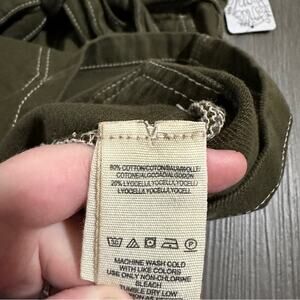 80% COTTON/COTON/BAUMWOLLE/
COTONE/ALGODÃO/ALGODON.
20% LYOCELL/LYOCELL/LYOCELL/
LYOCELL/LYOCELL/LYOCELL.
MACHINE WASH COLD
WITH LIKE COLORS
USE ONLY NON-CHLORINE
BLEACH
TUMBLE DRY LOW